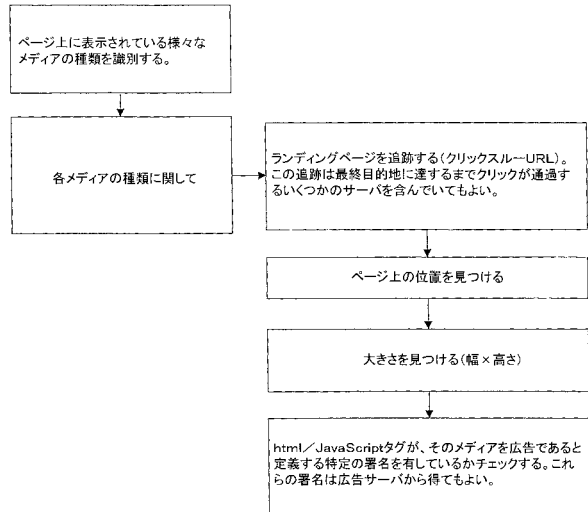 ページ上に表示されている様々な
メディアの種類を識別する。
各メディアの種類に関して
ランディングページを追跡する(クリックスルーURL)。
この追跡は最終目的地に達するまでクリックが通過す
るいくつかのサーバを含んでいてもよい。
ページ上の位置を見つける
大きさを見つける(幅×高さ)
html/JavaScriptタグが、そのメディアを広告であると
定義する特定の署名を有しているかチェックする。これ
らの署名は広告サーバから得てもよい。